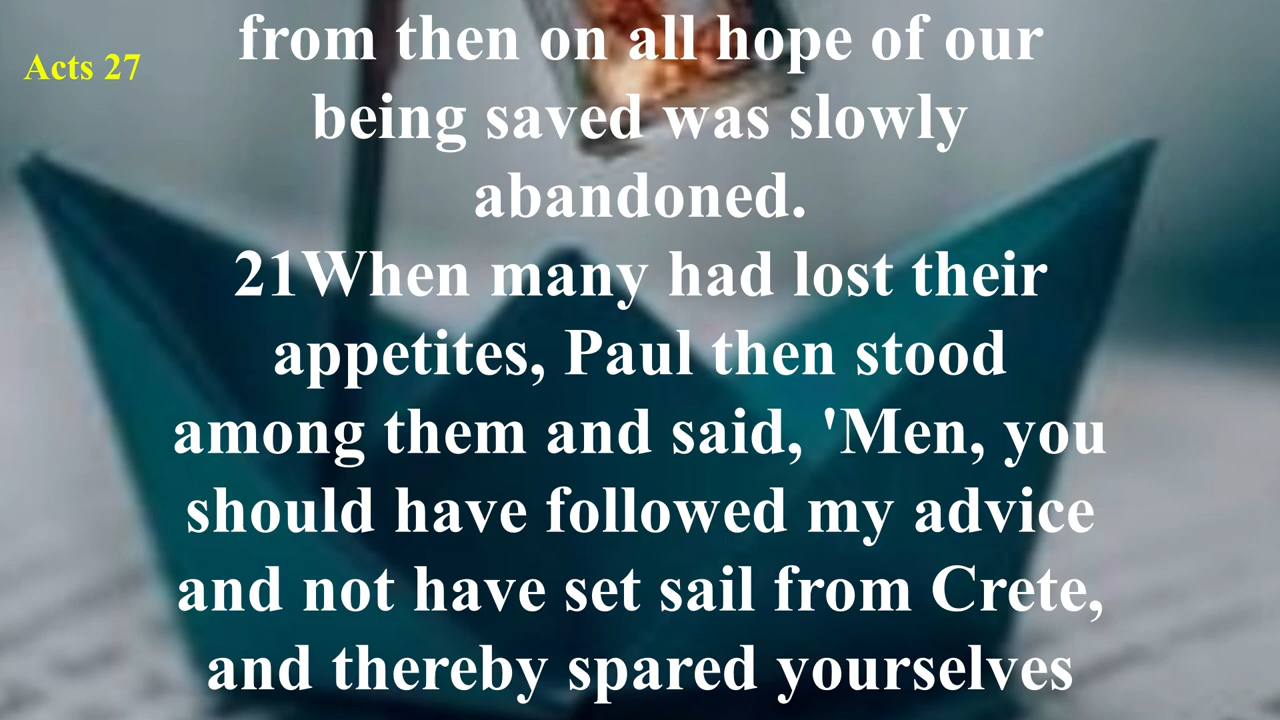 Acts 27
from then on all hope of our
being saved was slowly
abandoned.
21When many had lost their
appetites, Paul then stood
among them and said, 'Men, you
should have followed my advice
and not have set sail from Crete,
and thereby spared yourselves